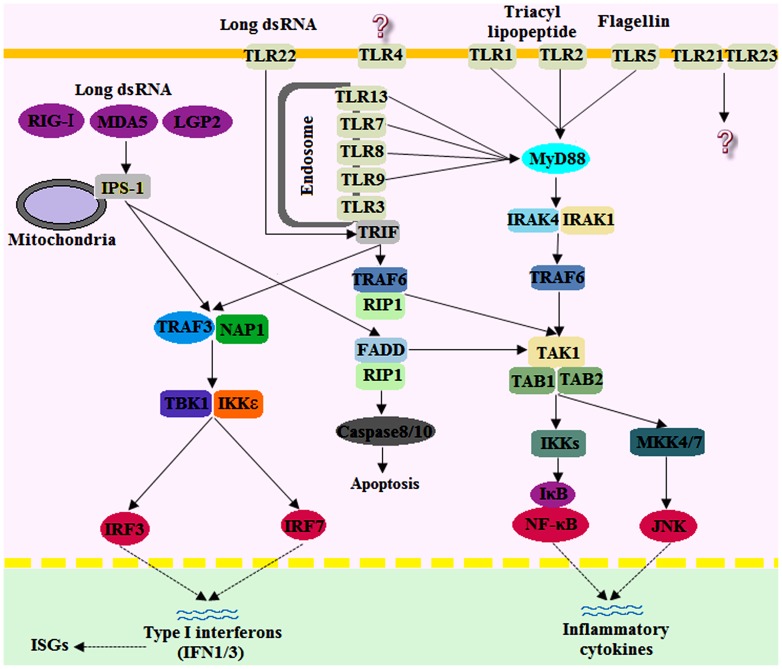 Long dsRNA
?
Triacyl
lipopeptide
Flagellin
TLR22
TLR4
TLR1
TLR2
TLR5
TLR21
TLR23
Long dsRNA
RIG-I
MDA5
LGP2
IPS-1
Mitochondria
Endosome
TLR13
TLR7
TLR8
TLR9
TLR3
TRIF
MyD88
?
IRAK4
IRAK1
TRAF6
RIP1
TRAF6
TRAF3
NAP1
FADD
RIP1
TAK1
TAB1
TAB2
TBK1
IKKε
Caspase8/10
Apoptosis
IKKs
MKK4/7
IκB
NF-κB
JNK
IRF3
IRF7
Type I interferons
(IFN1/3)
ISGs
Inflammatory
cytokines